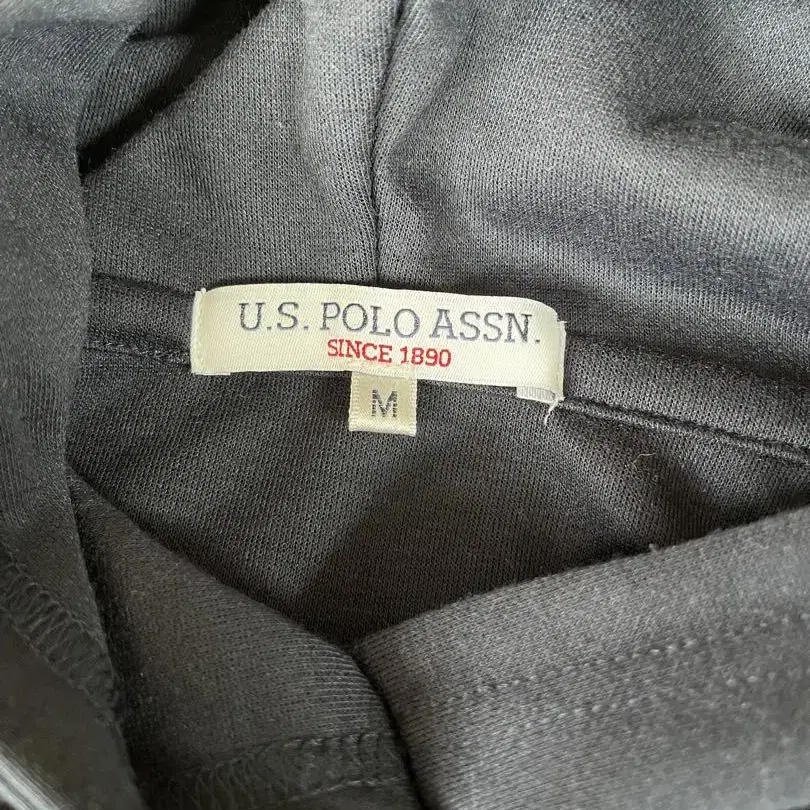 U.S. POLO ASSN.
SINCE 1890
M